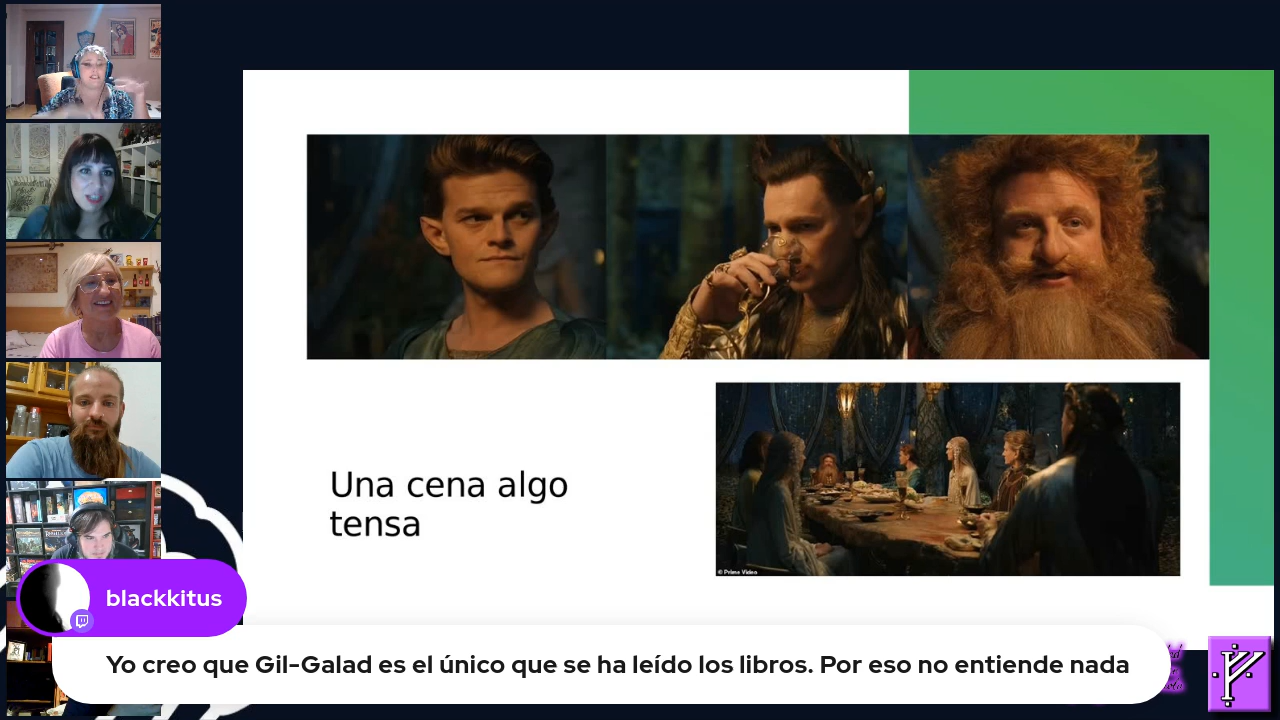 Una cena algo
tensa
© Prime Video
blackkitus
Yo creo que Gil-Galad es el único que se ha leído los libros. Por eso no entiende nada